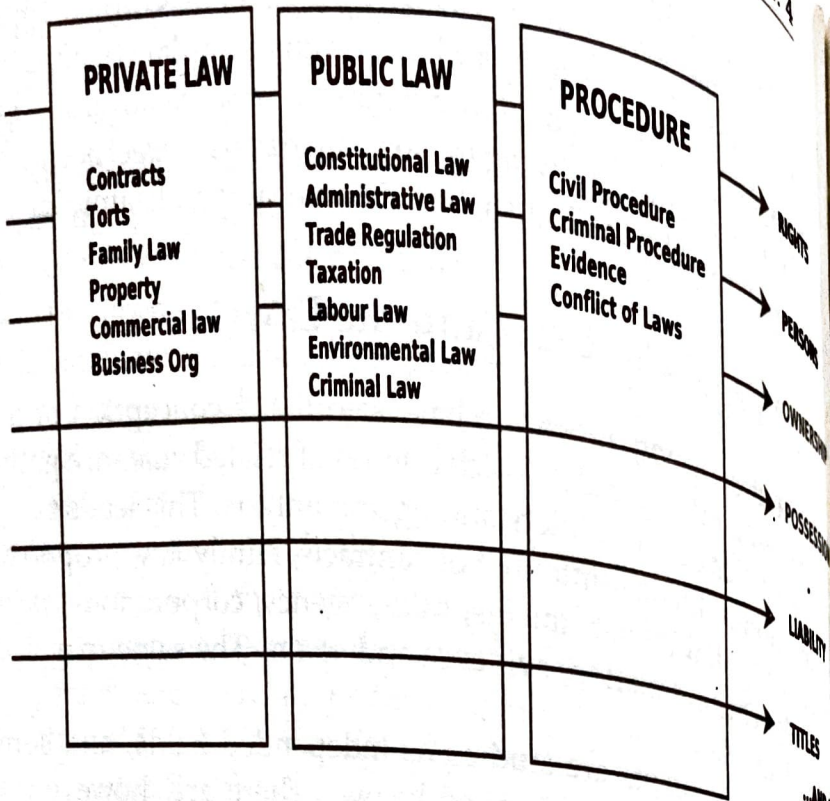 4
PRIVATE LAW
Contracts
Torts
Family Law
Property
Commercial law
Business Org
PUBLIC LAW
Constitutional Law
Administrative Law
Trade Regulation
Taxation
Labour Law
Environmental Law
Criminal Law
PROCEDURE
Civil Procedure
Criminal Procedure
Evidence
Conflict of Laws
RIGHTS
PERSONS
OWNERSHIP
POSSESSION
LIABILITY
TITLES